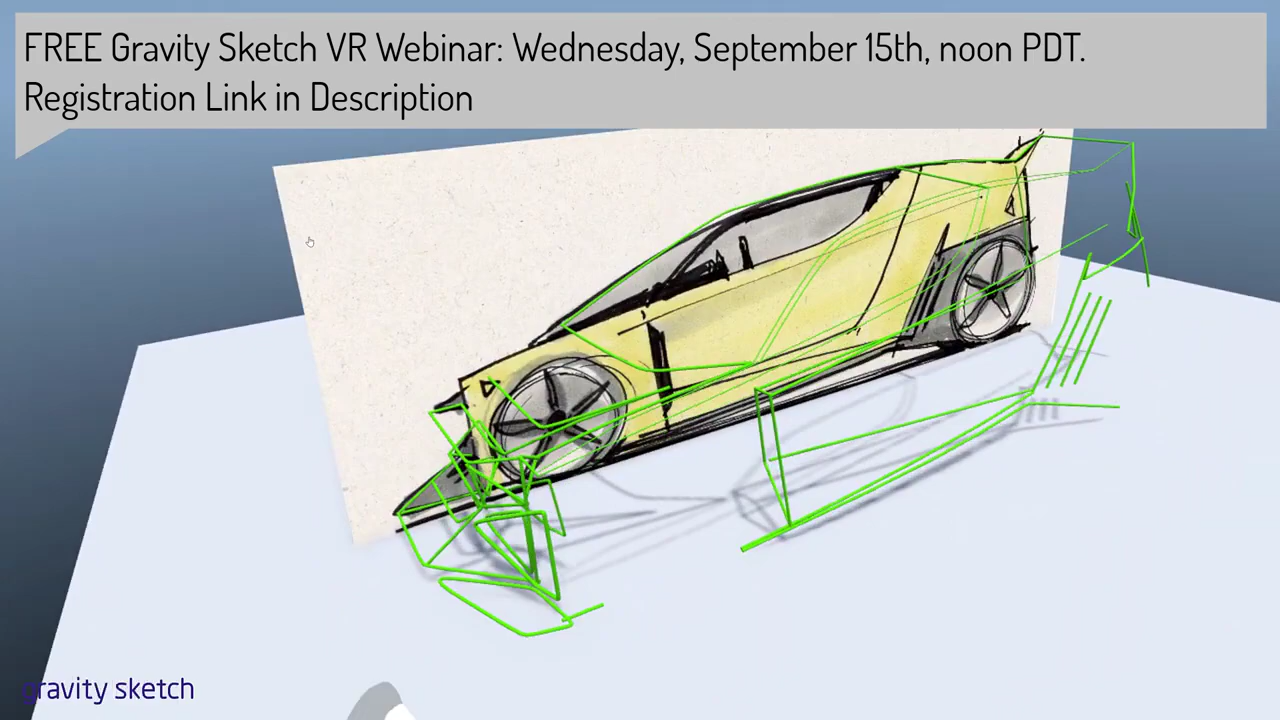 FREE Gravity Sketch VR Webinar: Wednesday, September 15th, noon PDT.
Registration Link in Description
gravity sketch